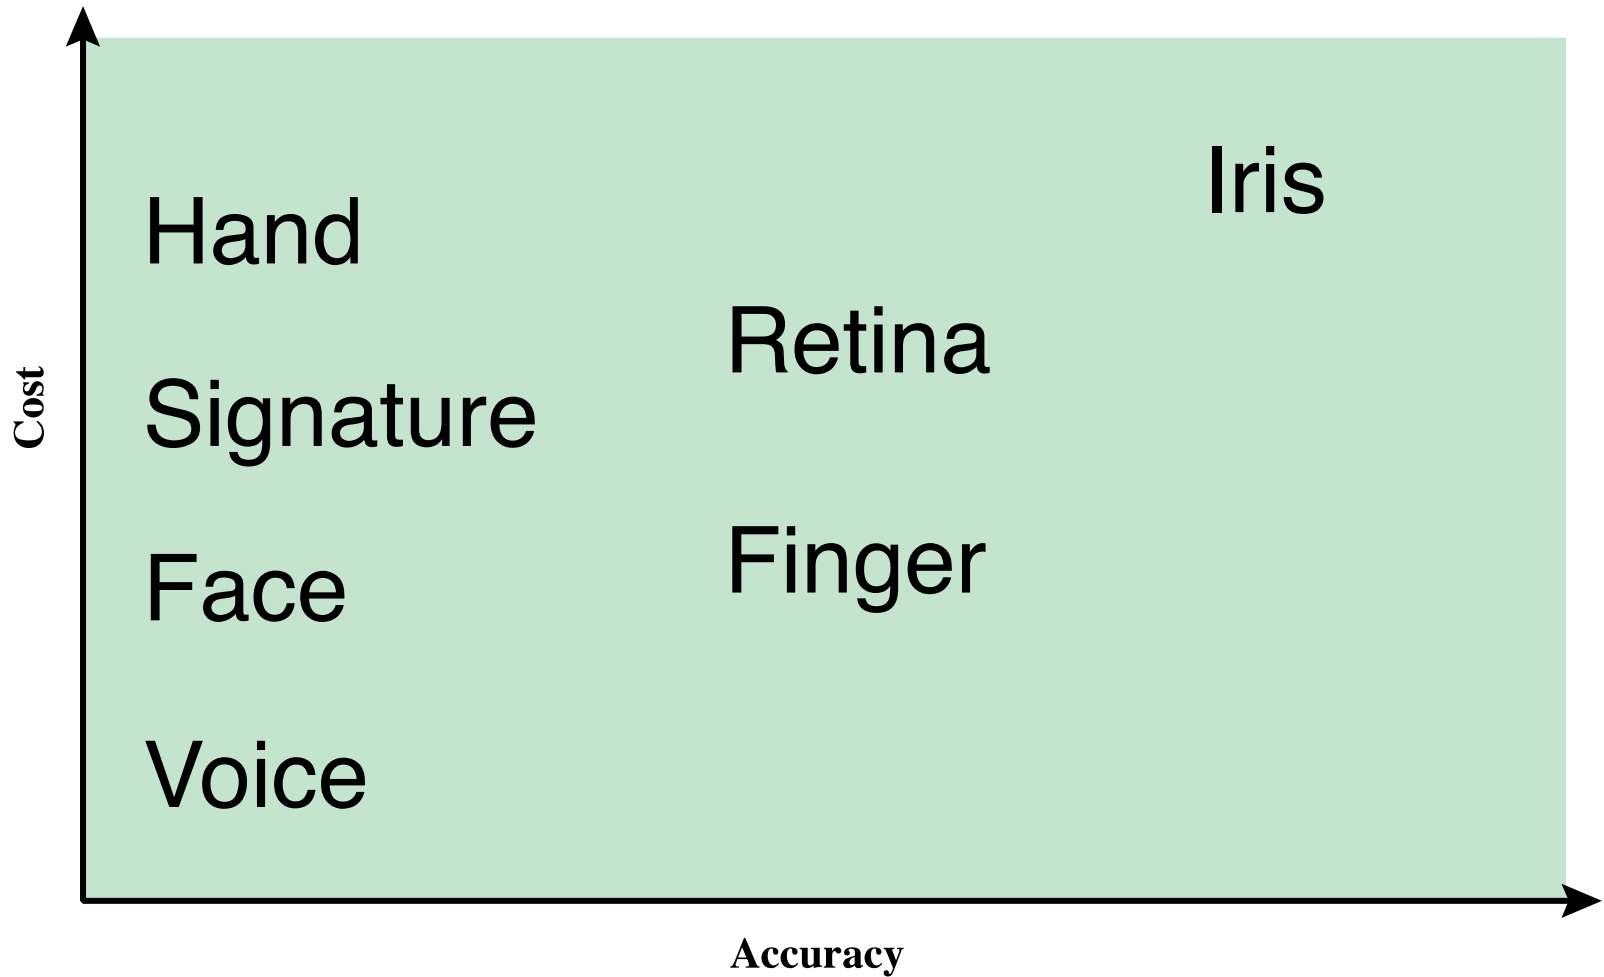 Iris
Hand
Retina
Signature
Finger
Face
Voice
Cost
Accuracy